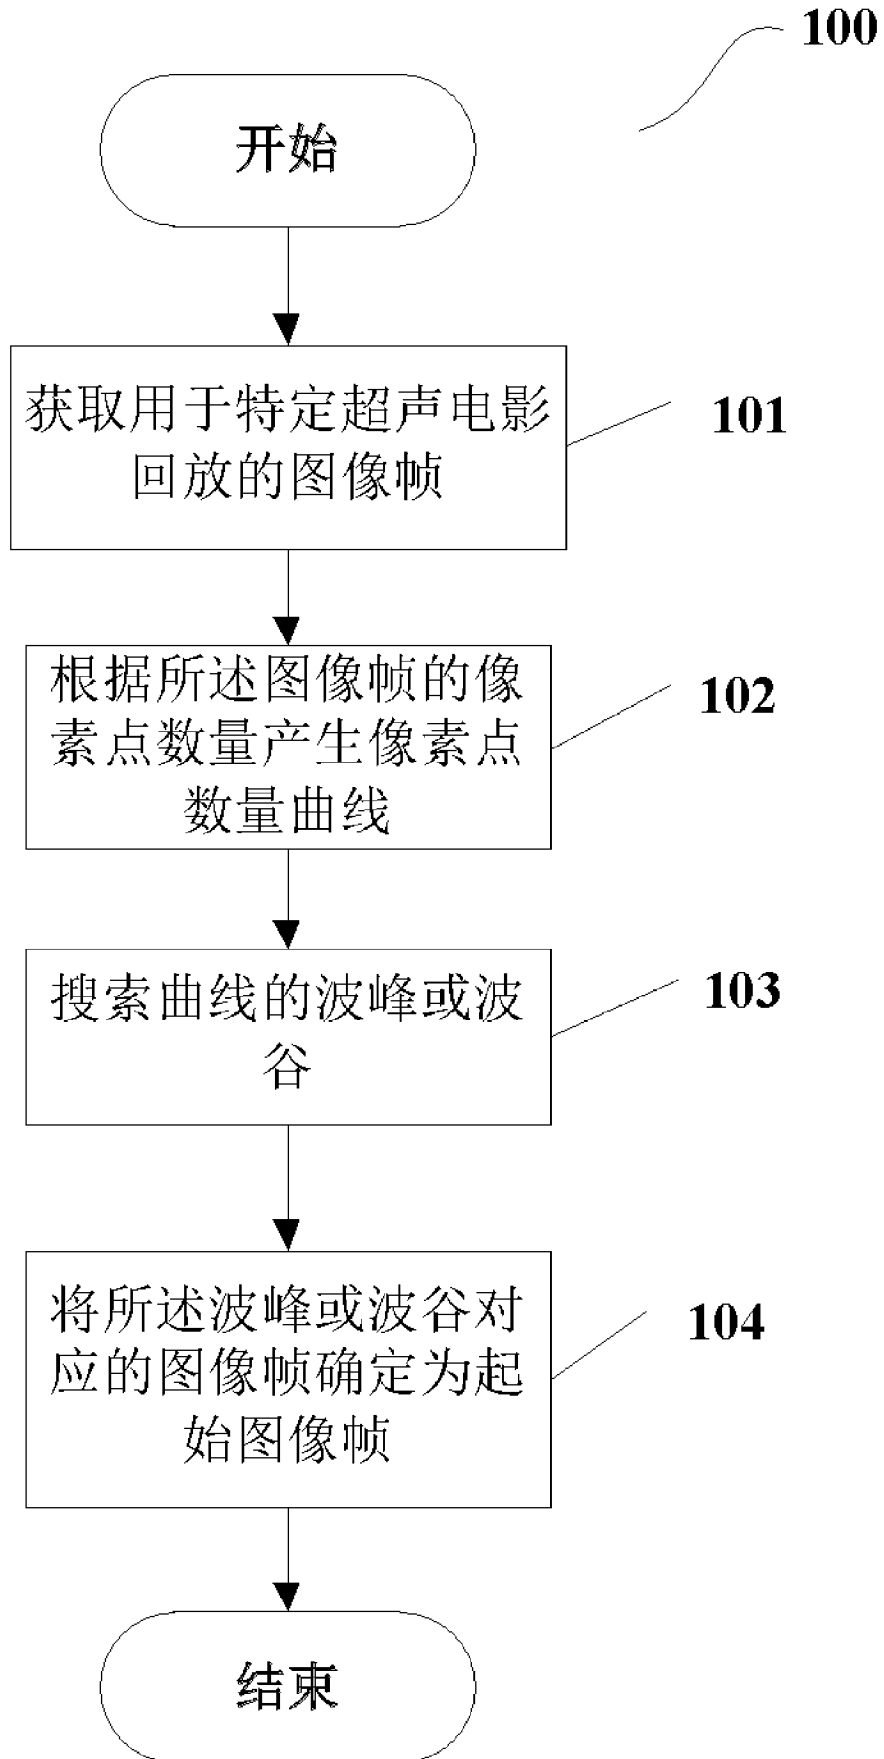 100
开始
获取用于特定超声电影
回放的图像帧
101
根据所述图像帧的像
素点数量产生像素点
数量曲线
102
搜索曲线的波峰或波
谷
103
将所述波峰或波谷对
应的图像帧确定为起
始图像帧
104
结束